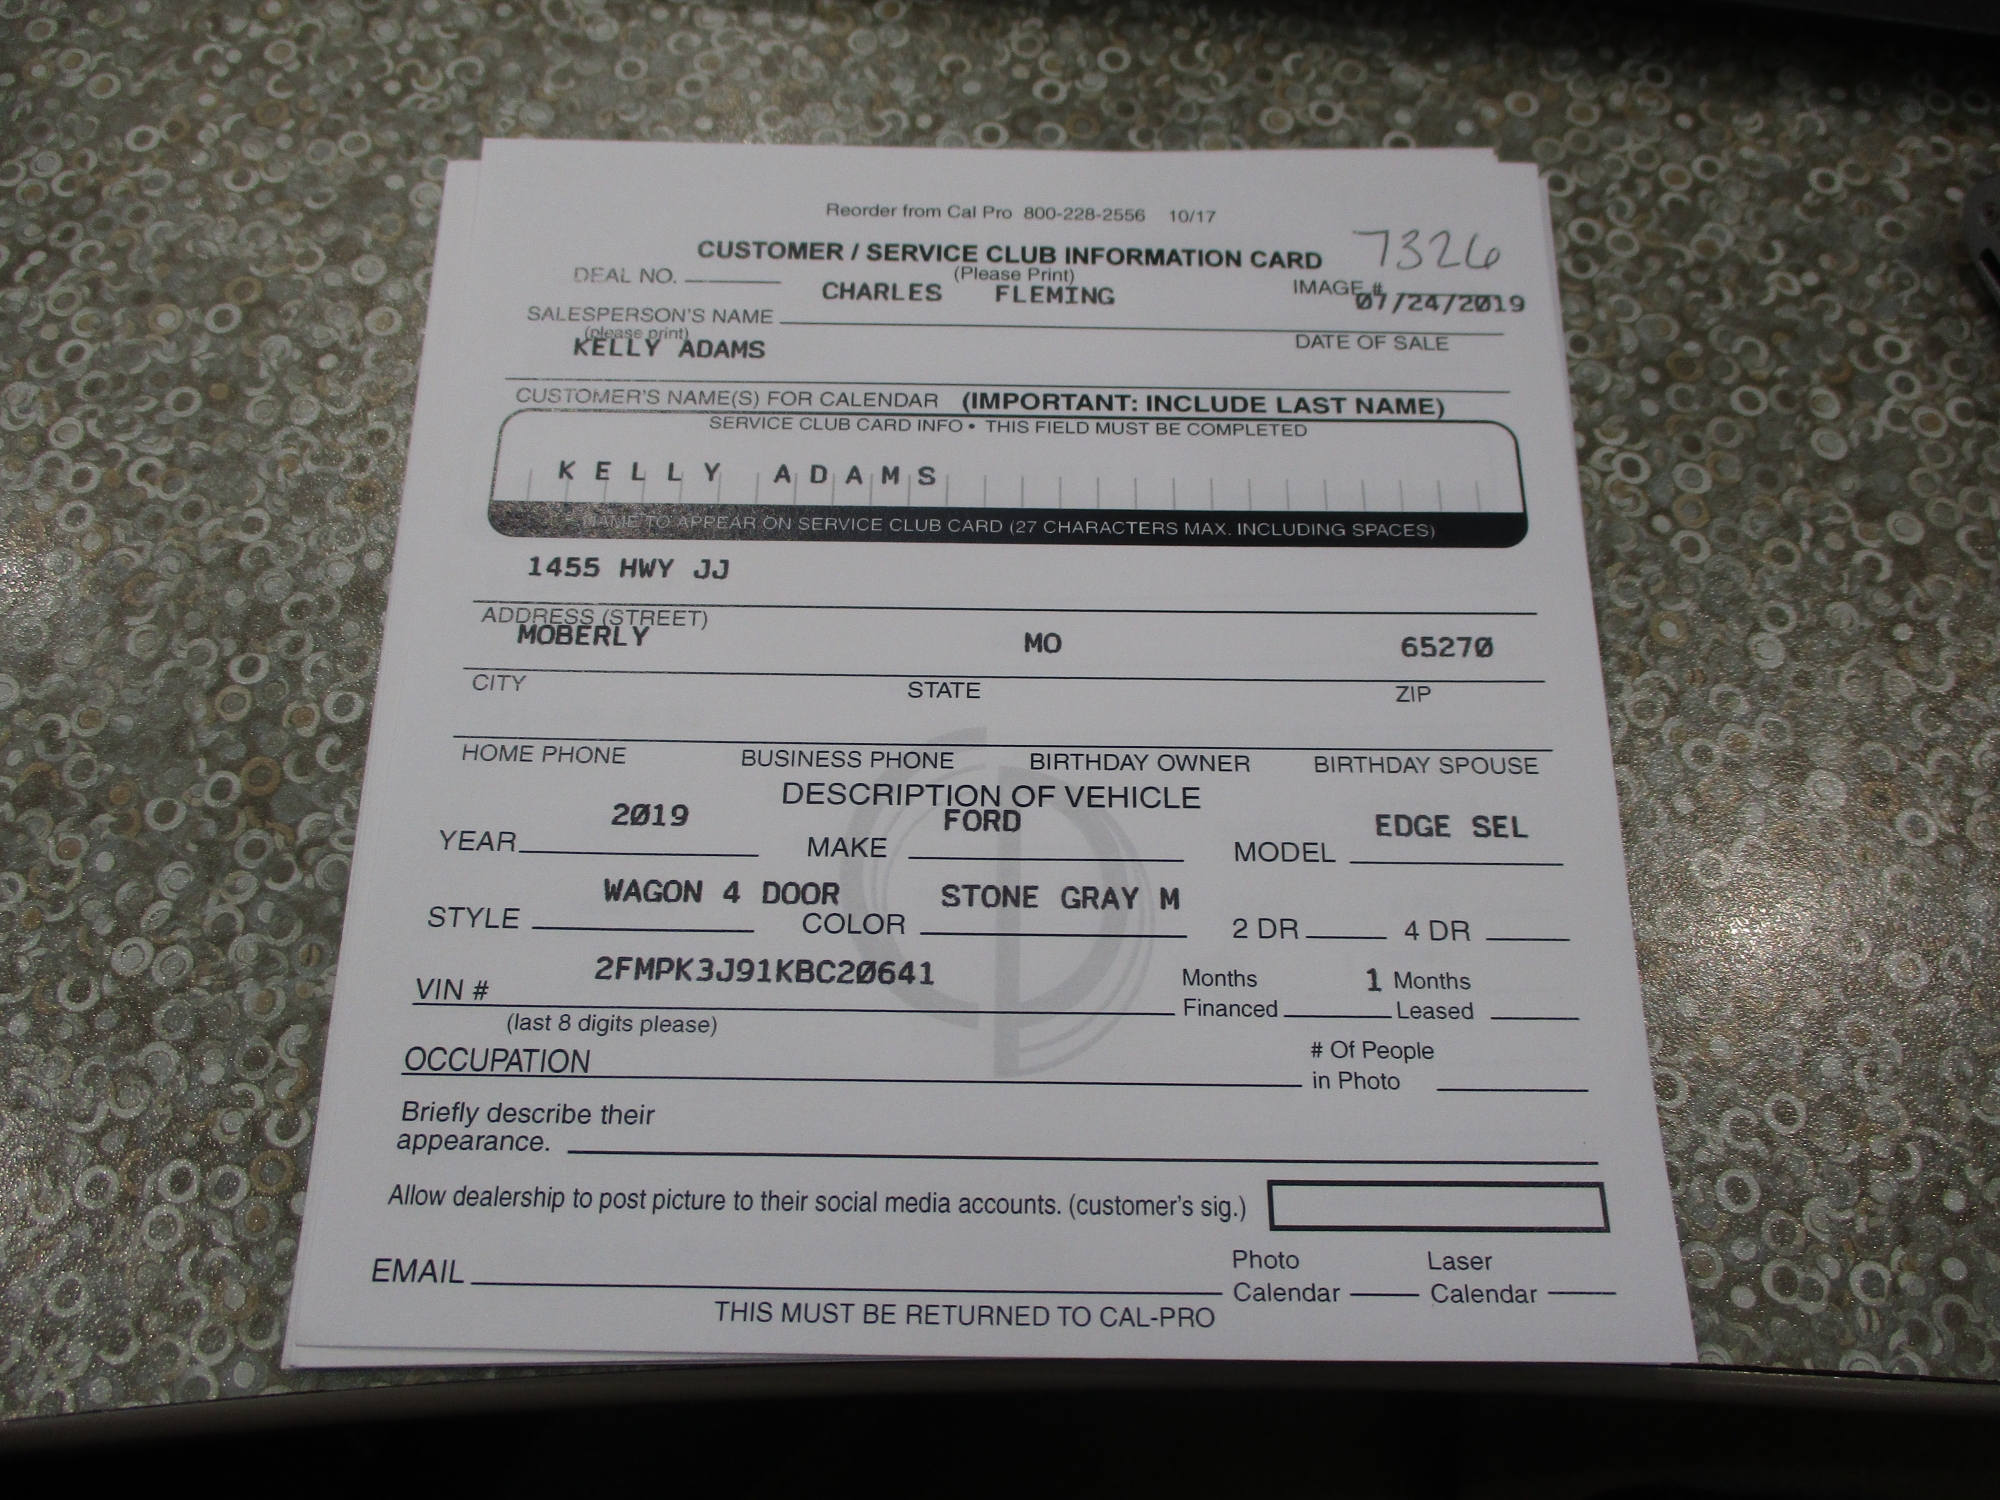 Reorder from Cal Pro 800-228-2556 10/17
CUSTOMER / SERVICE CLUB INFORMATION CARD 7326
(Please Print)
DEAL NO. IMAGE #
CHARLES FLEMING 07/24/2019
SALESPERSON'S NAME
(please print) DATE OF SALE
KELLY ADAMS
CUSTOMER'S NAME(S) FOR CALENDAR (IMPORTANT: INCLUDE LAST NAME)
SERVICE CLUB CARD INFO • THIS FIELD MUST BE COMPLETED
KELLY ADAMS
NAME TO APPEAR ON SERVICE CLUB CARD (27 CHARACTERS MAX. INCLUDING SPACES)
1455 HWY JJ
ADDRESS (STREET)
MOBERLY MO 65270
CITY STATE ZIP
HOME PHONE BUSINESS PHONE BIRTHDAY OWNER BIRTHDAY SPOUSE
DESCRIPTION OF VEHICLE
2019 FORD EDGE SEL
YEAR MAKE MODEL
WAGON 4 DOOR STONE GRAY M
STYLE COLOR 2 DR 4 DR
2FMPK3J91KBC20641 Months 1 Months
VIN # Financed Leased
(last 8 digits please)
OCCUPATION # Of People
in Photo
Briefly describe their
appearance.
Allow dealership to post picture to their social media accounts. (customer's sig.)
Photo Laser
EMAIL Calendar Calendar
THIS MUST BE RETURNED TO CAL-PRO